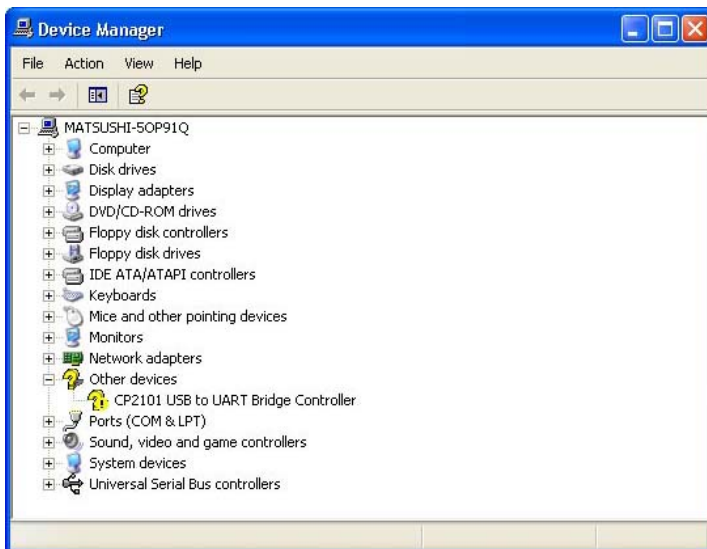 Device Manager
File Action View Help
MATSUSHI-5OP91Q
Computer
Disk drives
Display adapters
DVD/CD-ROM drives
Floppy disk controllers
Floppy disk drives
IDE ATA/ATAPI controllers
Keyboards
Mice and other pointing devices
Monitors
Network adapters
Other devices
CP2101 USB to UART Bridge Controller
Ports (COM & LPT)
Sound, video and game controllers
System devices
Universal Serial Bus controllers